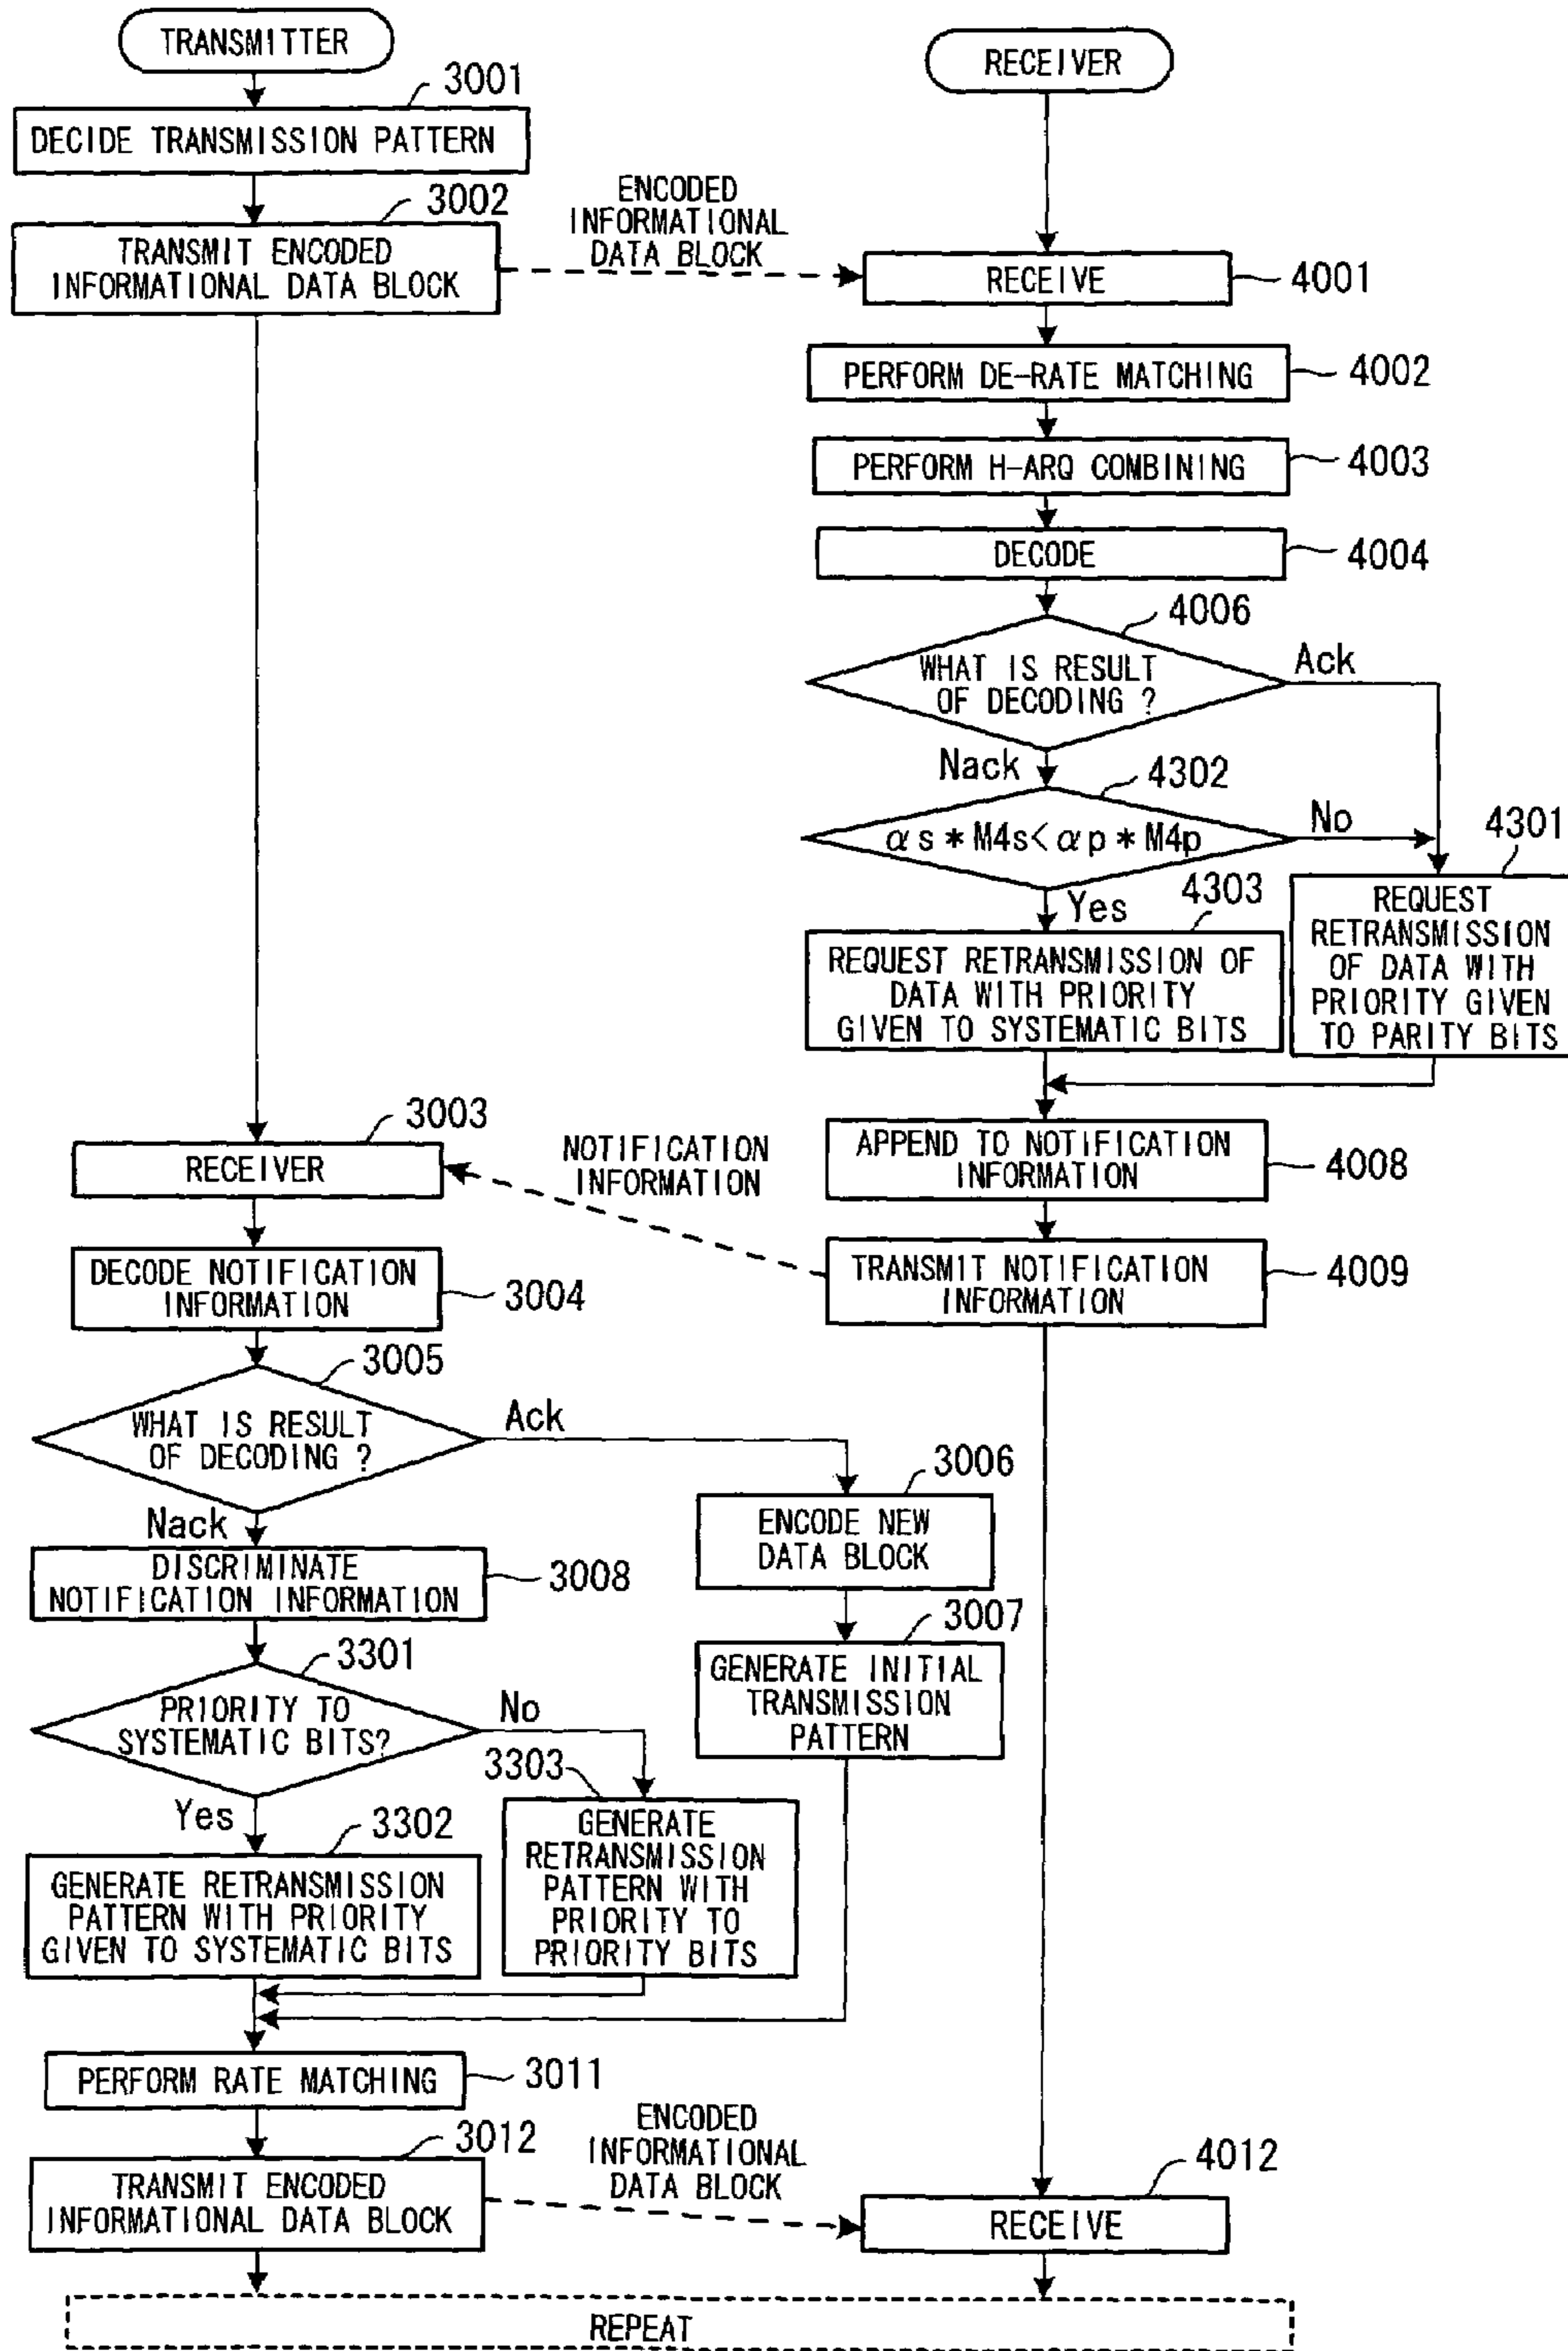 TRANSMITTER
RECEIVER
3001
DECIDE TRANSMISSION PATTERN
3002
TRANSMIT ENCODED
INFORMATIONAL DATA BLOCK
ENCODED
INFORMATIONAL
DATA BLOCK
RECEIVE
4001
PERFORM DE-RATE MATCHING
4002
PERFORM H-ARQ COMBINING
4003
DECODE
4004
4006
WHAT IS RESULT
OF DECODING ?
Ack
Nack
4302
αs*M4s<αp*M4p
No
4301
Yes
4303
REQUEST RETRANSMISSION OF
DATA WITH PRIORITY
GIVEN TO SYSTEMATIC BITS
REQUEST
RETRANSMISSION
OF DATA WITH
PRIORITY GIVEN
TO PARITY BITS
3003
RECEIVER
NOTIFICATION
INFORMATION
APPEND TO NOTIFICATION
INFORMATION
4008
DECODE NOTIFICATION
INFORMATION
3004
TRANSMIT NOTIFICATION
INFORMATION
4009
3005
WHAT IS RESULT
OF DECODING ?
Ack
3006
ENCODE NEW
DATA BLOCK
Nack
DISCRIMINATE
NOTIFICATION INFORMATION
3008
3007
GENERATE INITIAL
TRANSMISSION
PATTERN
3301
PRIORITY TO
SYSTEMATIC BITS?
No
3303
GENERATE
RETRANSMISSION
PATTERN WITH
PRIORITY TO
PRIORITY BITS
Yes
3302
GENERATE RETRANSMISSION
PATTERN WITH PRIORITY
GIVEN TO SYSTEMATIC BITS
PERFORM RATE MATCHING
3011
3012
TRANSMIT ENCODED
INFORMATIONAL DATA BLOCK
ENCODED
INFORMATIONAL
DATA BLOCK
4012
RECEIVE
REPEAT